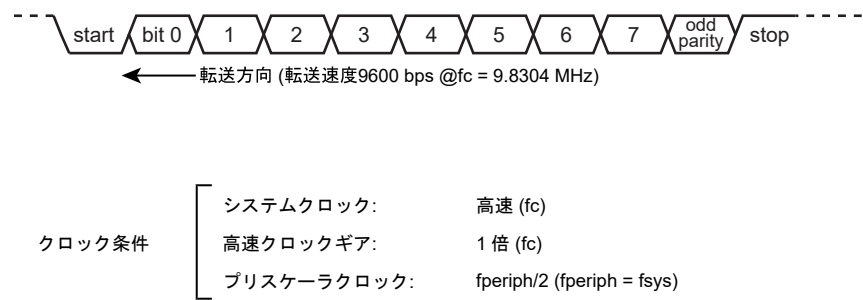 start bit 0 1 2 3 4 5 6 7 odd parity stop
転送方向 (転送速度9600 bps @fc = 9.8304 MHz)
システムクロック: 高速 (fc)
クロック条件 高速クロックギア: 1 倍 (fc)
プリスケーラクロック: fperiph/2 (fperiph = fsys)